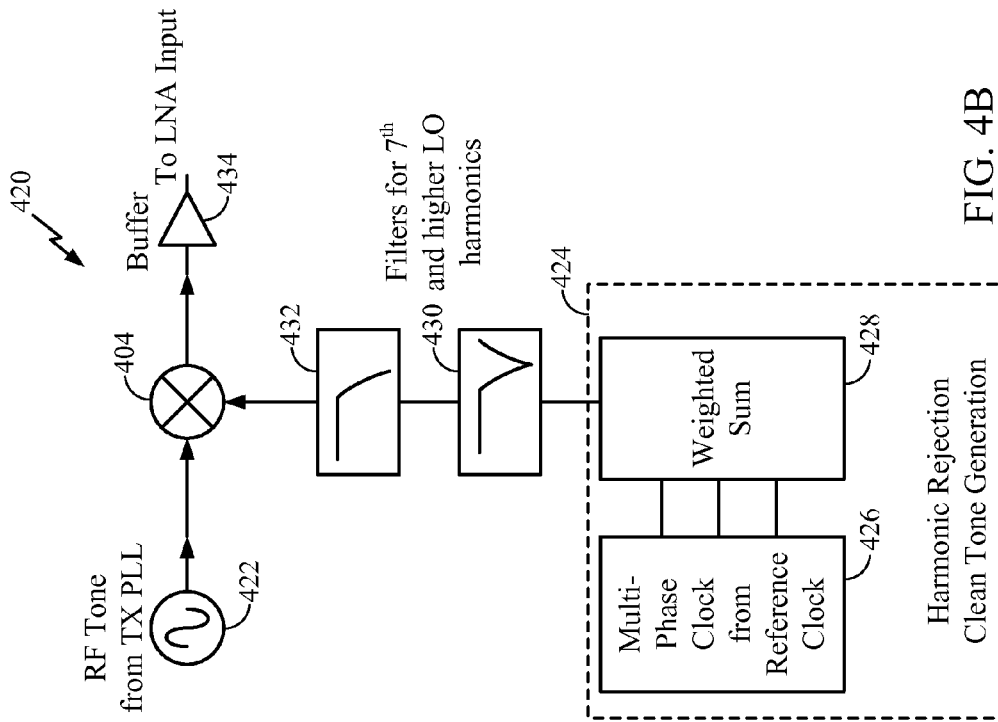 420
RF Tone
from TX PLL
422
404
Buffer
To LNA Input
434
432
430
Filters for 7th
and higher LO
harmonics
424
Multi-
Phase
Clock
from
Reference
Clock
426
Weighted
Sum
428
Harmonic Rejection
Clean Tone Generation
FIG. 4B